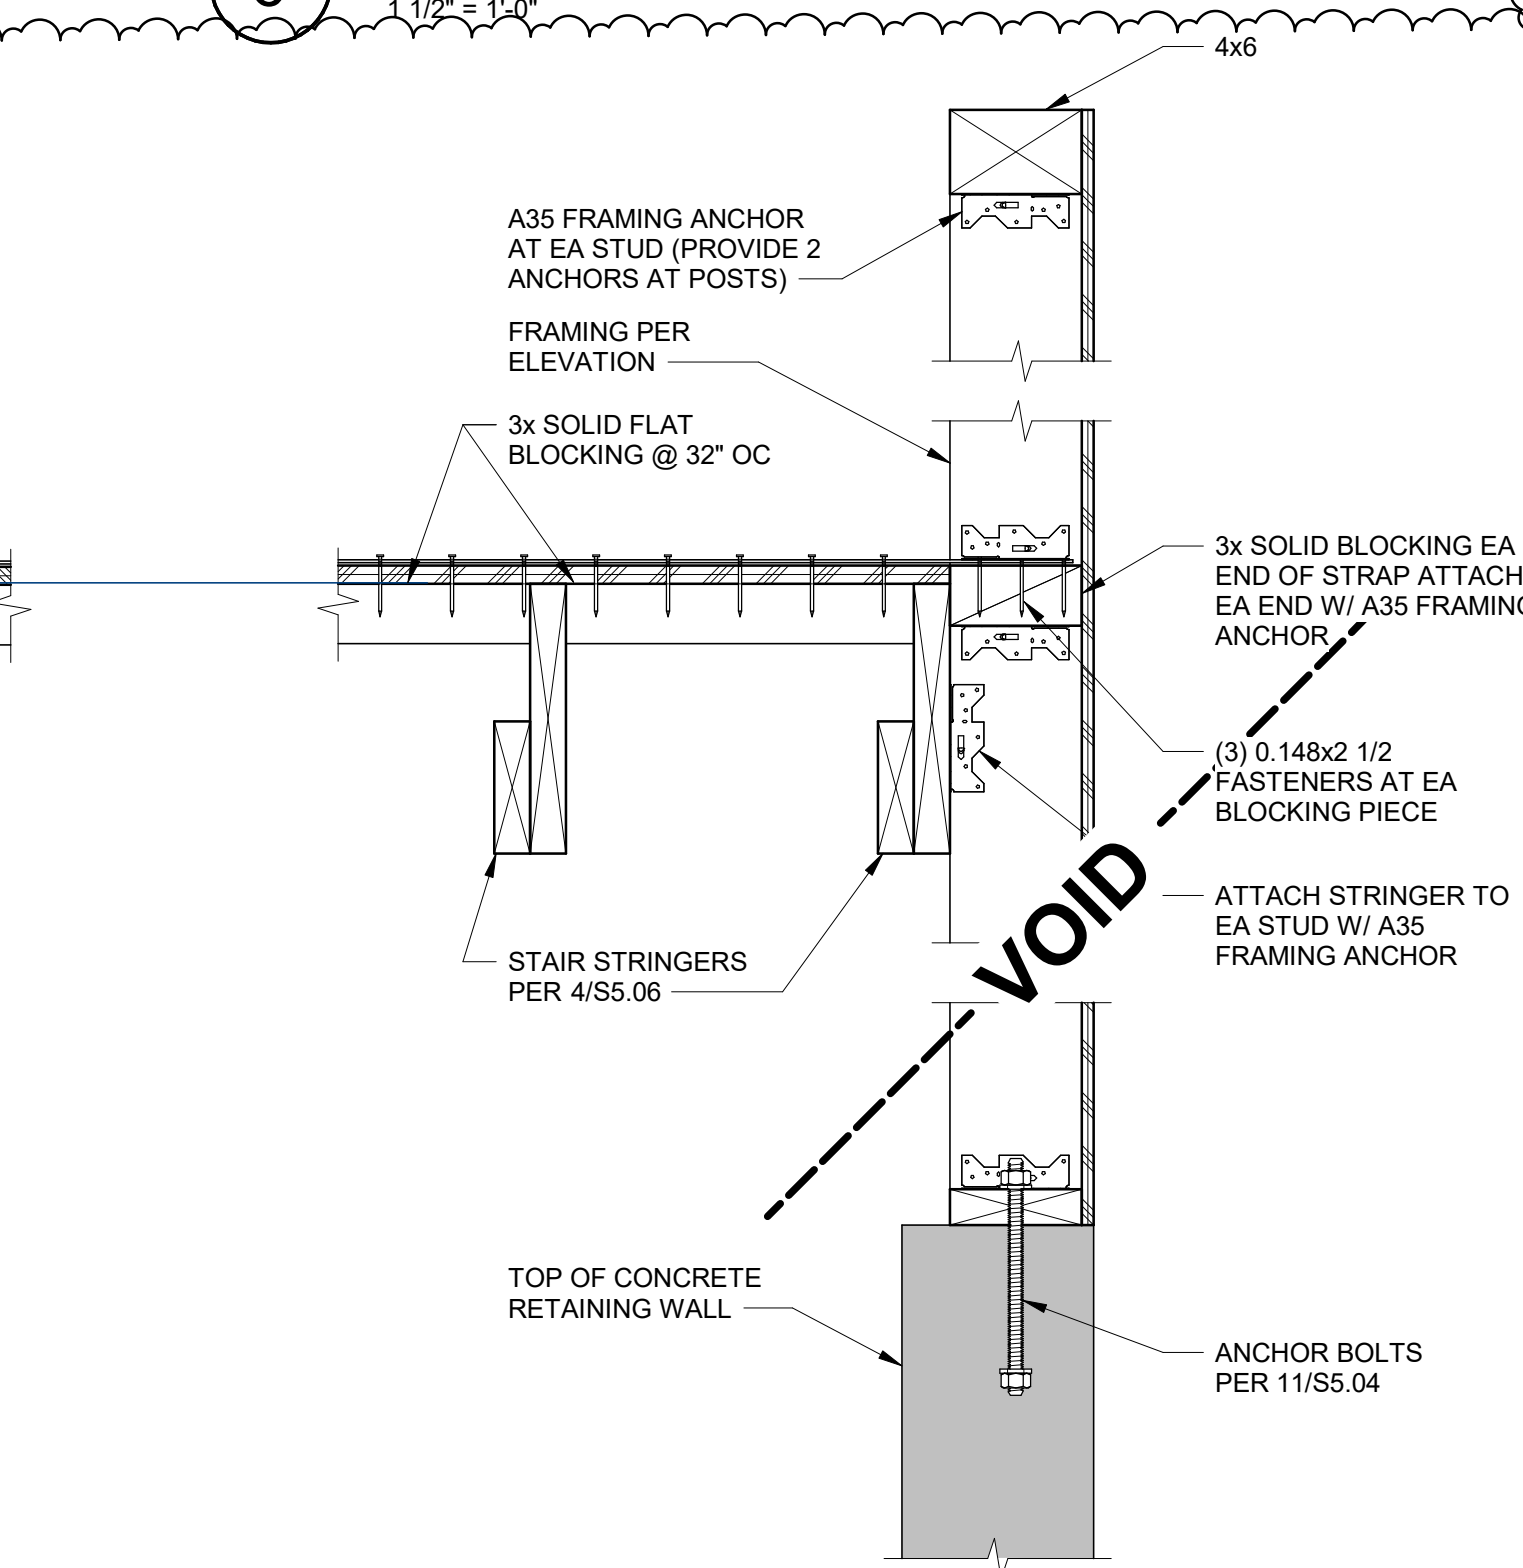 1 1/2" = 1'-0"
4x6
A35 FRAMING ANCHOR
AT EA STUD (PROVIDE 2
ANCHORS AT POSTS)
FRAMING PER
ELEVATION
3x SOLID FLAT
BLOCKING @ 32" OC
3x SOLID BLOCKING EA
END OF STRAP ATTACH
EA END W/ A35 FRAMING
ANCHOR
(3) 0.148x2 1/2
FASTENERS AT EA
BLOCKING PIECE
VOID
ATTACH STRINGER TO
EA STUD W/ A35
FRAMING ANCHOR
STAIR STRINGERS
PER 4/S5.06
TOP OF CONCRETE
RETAINING WALL
ANCHOR BOLTS
PER 11/S5.04